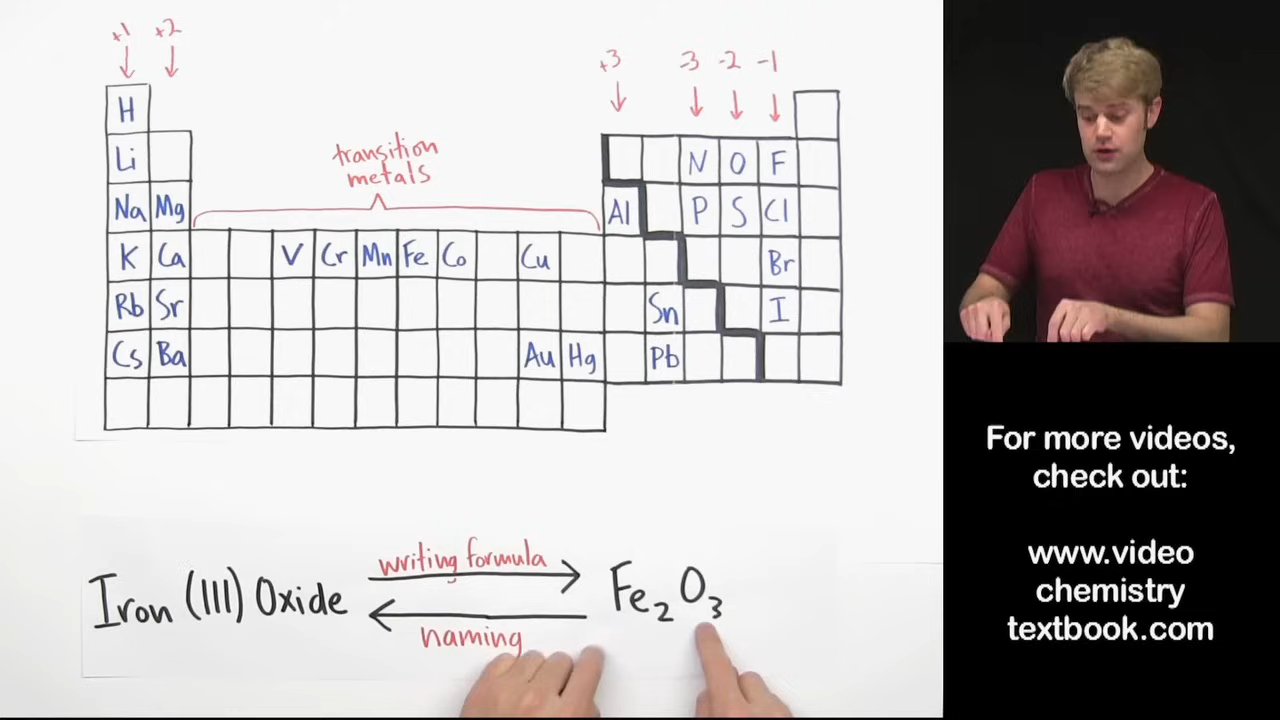 +1 +2
+3 -3 -2 -1
H
transition
metals
Li N O F
Na Mg Al P S Cl
K Ca V Cr Mn Fe Co Cu Br
Rb Sr Sn I
Cs Ba Au Hg Pb
For more videos,
check out:
www.video
chemistry
textbook.com
writing formula
Iron (III) Oxide Fe2O3
naming